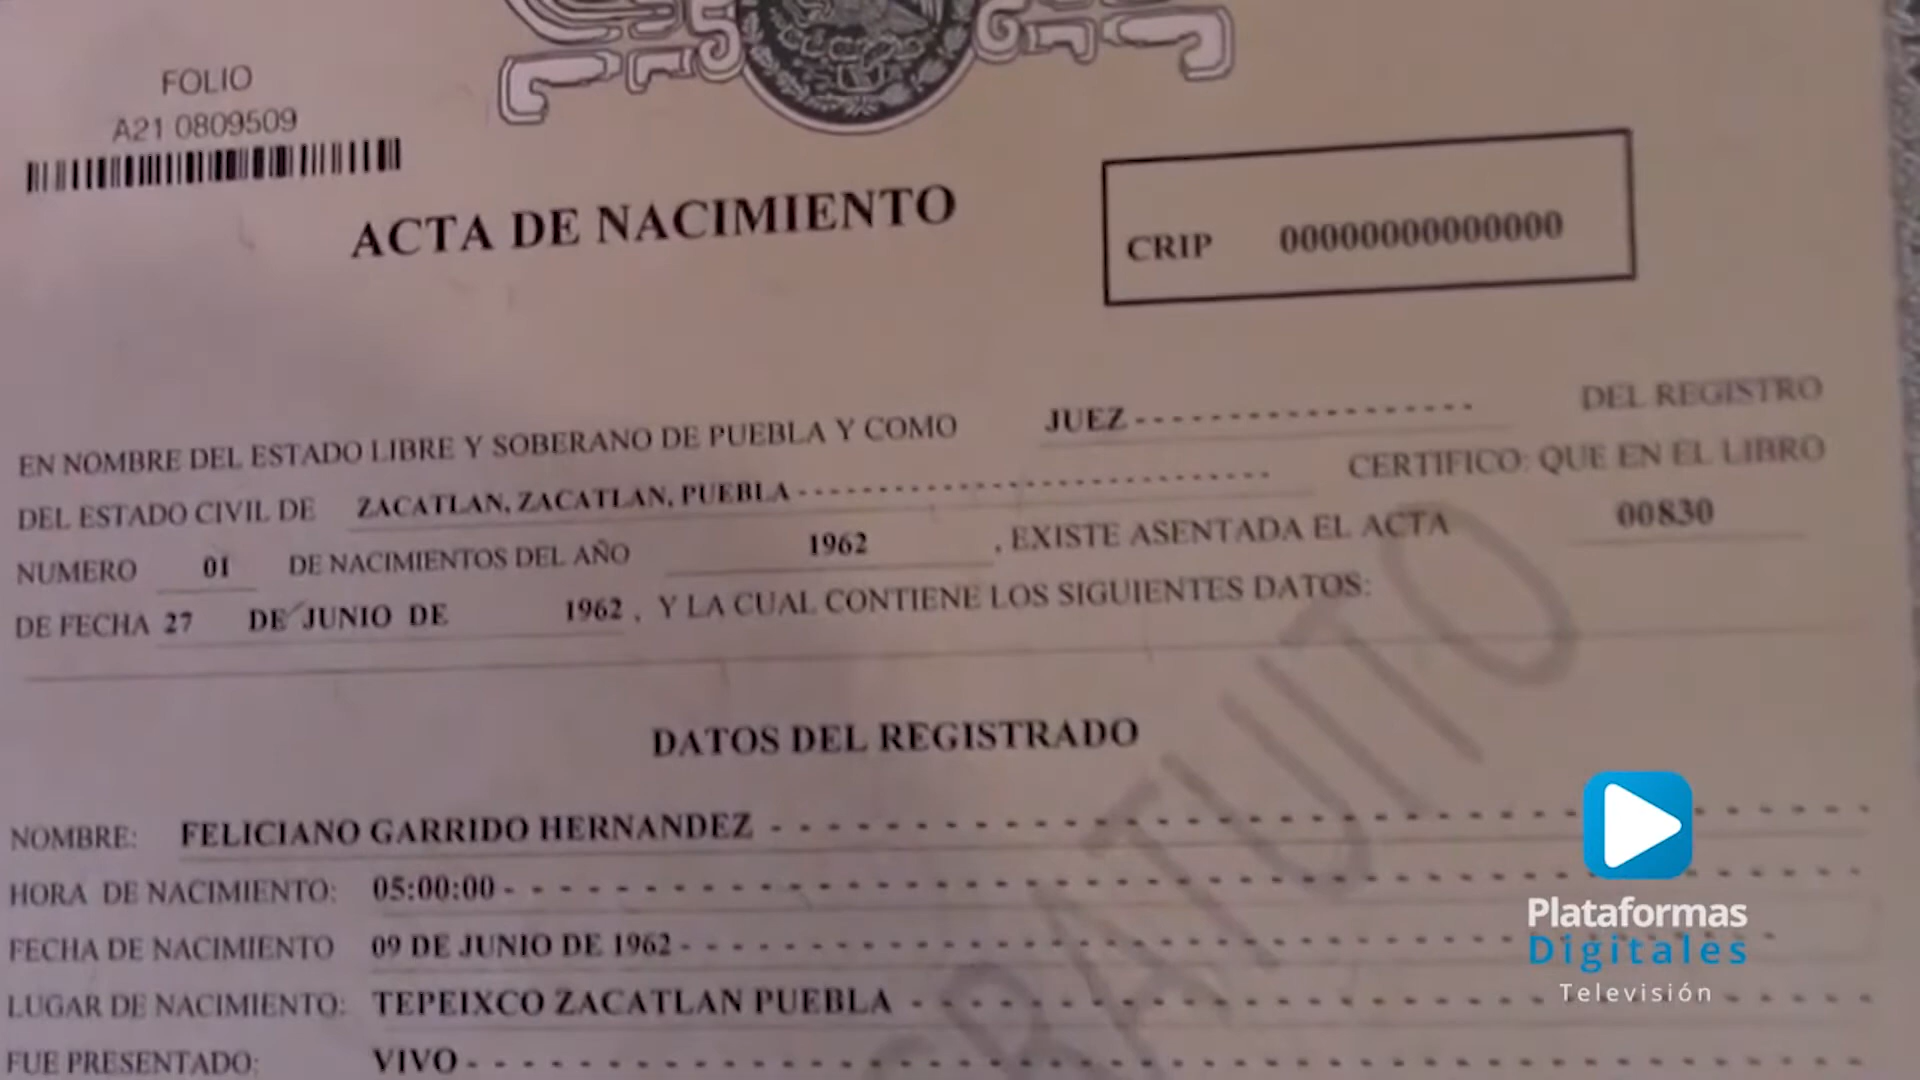 FOLIO
A21 0809509
ACTA DE NACIMIENTO
CRIP 00000000000000
EN NOMBRE DEL ESTADO LIBRE Y SOBERANO DE PUEBLA Y COMO JUEZ DEL REGISTRO
DEL ESTADO CIVIL DE ZACATLAN, ZACATLAN, PUEBLA CERTIFICO: QUE EN EL LIBRO
NUMERO 01 DE NACIMIENTOS DEL AÑO 1962 , EXISTE ASENTADA EL ACTA 00830
DE FECHA 27 DE JUNIO DE 1962 , Y LA CUAL CONTIENE LOS SIGUIENTES DATOS:
DATOS DEL REGISTRADO
NOMBRE: FELICIANO GARRIDO HERNANDEZ
HORA DE NACIMIENTO: 05:00:00
FECHA DE NACIMIENTO 09 DE JUNIO DE 1962
LUGAR DE NACIMIENTO: TEPEIXCO ZACATLAN PUEBLA
FUE PRESENTADO: VIVO
GRATUITO
Plataformas
Digitales
Televisión